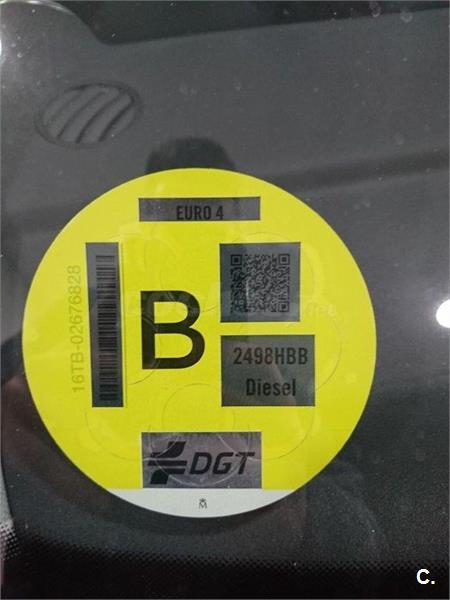 EURO 4
16TB-02676828
B
2498HBB
Diesel
DGT
M
C.